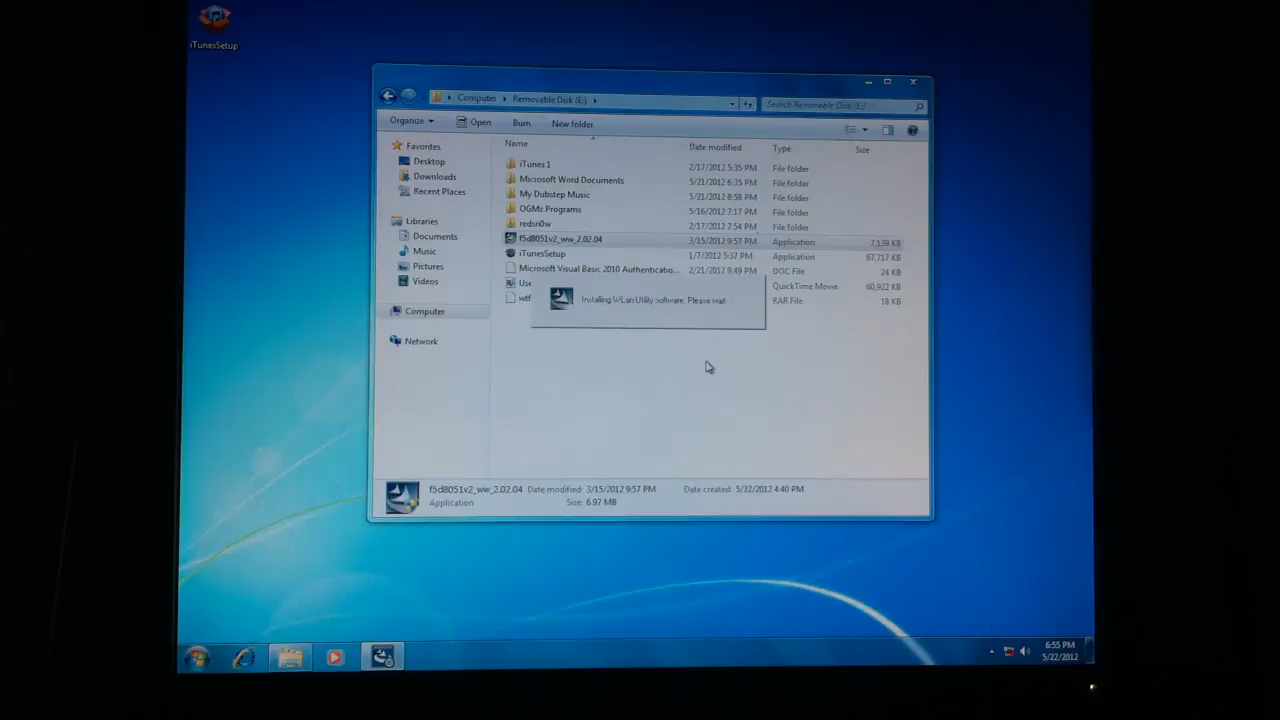 iTunesSetup
Computer Removable Disk (E:)
Search Removable Disk (E:)
Organize Open Burn New folder
Name Date modified Type Size
Favorites
Desktop
Downloads
Recent Places
Libraries
Documents
Music
Pictures
Videos
Computer
Network
iTunes 1 2/17/2012 5:35 PM File folder
Microsoft Word Documents 5/21/2012 6:35 PM File folder
My Dubstep Music 5/21/2012 8:58 PM File folder
OGMz Programs 5/16/2012 7:17 PM File folder
redsn0w 2/17/2012 7:54 PM File folder
f5d8051v2_ww_2.02.04 3/15/2012 9:57 PM Application 7,139 KB
iTunesSetup 1/7/2012 5:37 PM Application 67,717 KB
Microsoft Visual Basic 2010 Authenticatio... 2/21/2012 9:49 PM DOC File 24 KB
Use QuickTime Movie 60,922 KB
wtf RAR File 18 KB
Installing WLan Utility software. Please wait
f5d8051v2_ww_2.02.04 Date modified: 3/15/2012 9:57 PM Date created: 5/22/2012 4:40 PM
Application Size: 6.97 MB
6:55 PM
5/22/2012